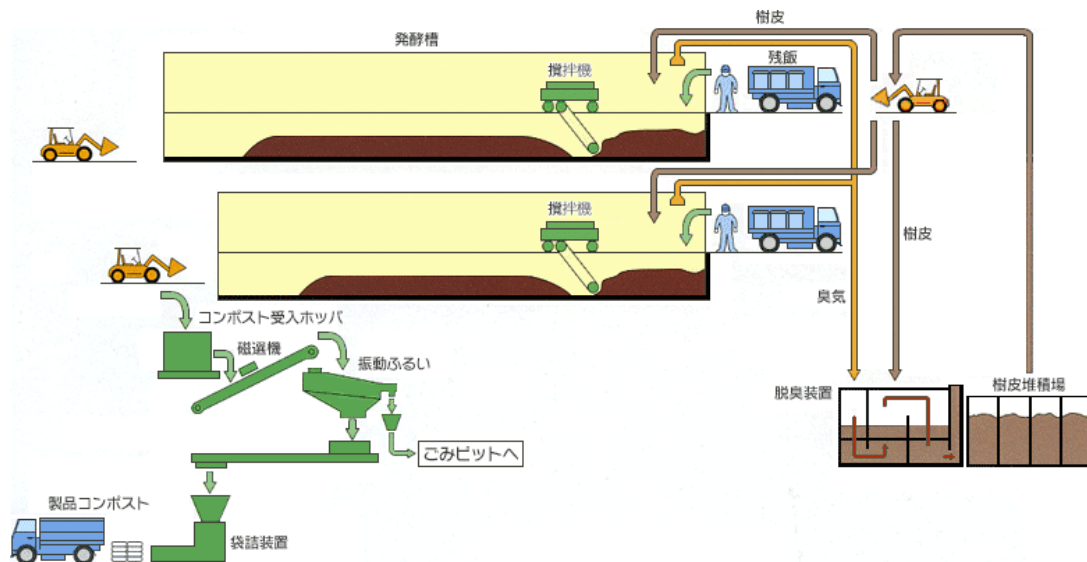 樹皮
発酵槽
残飯
攪拌機
攪拌機
樹皮
臭気
コンポスト受入ホッパ
磁選機
振動ふるい
脱臭装置
樹皮堆積場
ごみピットへ
製品コンポスト
袋詰装置